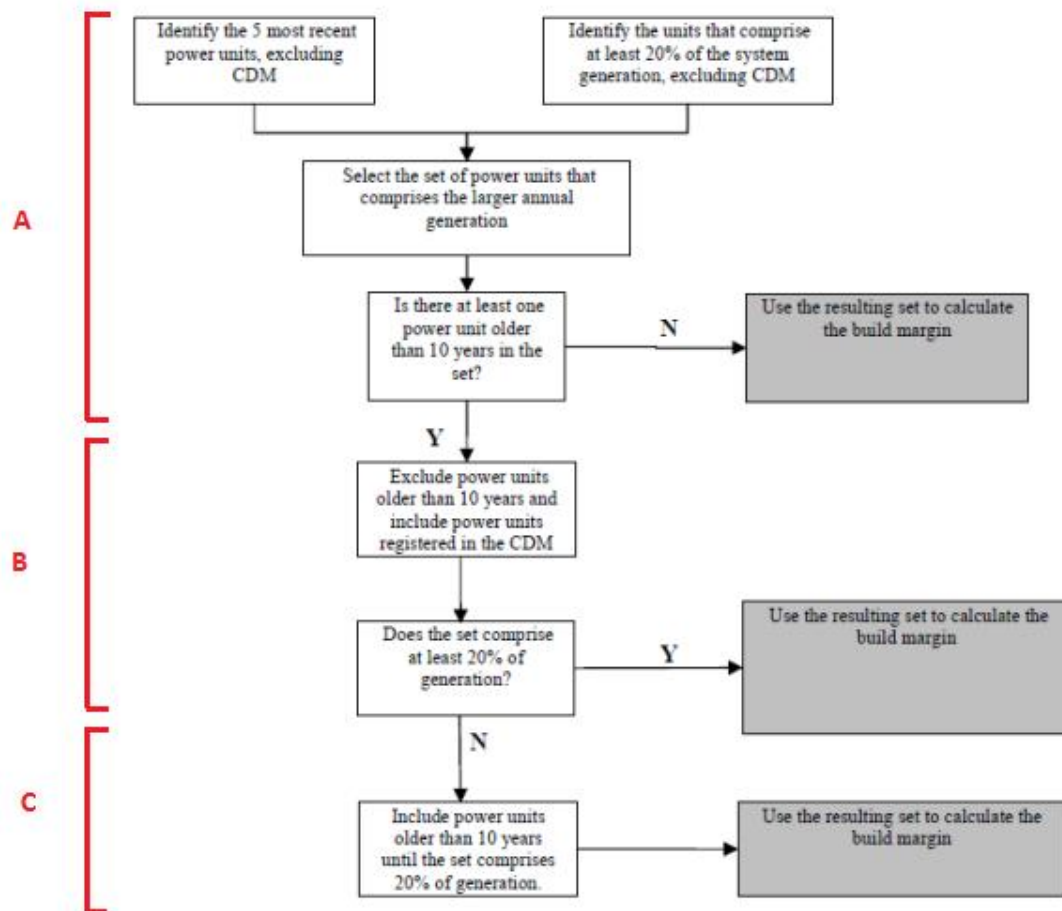 Identify the 5 most recent
power units, excluding
CDM
Identify the units that comprise
at least 20% of the system
generation, excluding CDM
Select the set of power units that
comprises the larger annual
generation
A
Is there at least one
power unit older
than 10 years in the
set?
N
Use the resulting set to calculate
the build margin
Y
Exclude power units
older than 10 years and
include power units
registered in the CDM
B
Does the set comprise
at least 20% of
generation?
Y
Use the resulting set to calculate the
build margin
N
C
Include power units
older than 10 years
until the set comprises
20% of generation.
Use the resulting set to calculate the
build margin